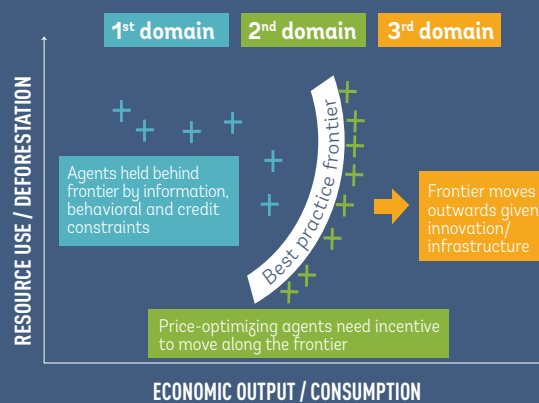 1st domain
2nd domain
3rd domain
RESOURCE USE / DEFORESTATION
Best practice frontier
Agents held behind
frontier by information,
behavioral and credit
constraints
Frontier moves
outwards given
innovation/
infrastructure
Price-optimizing agents need incentive
to move along the frontier
ECONOMIC OUTPUT / CONSUMPTION